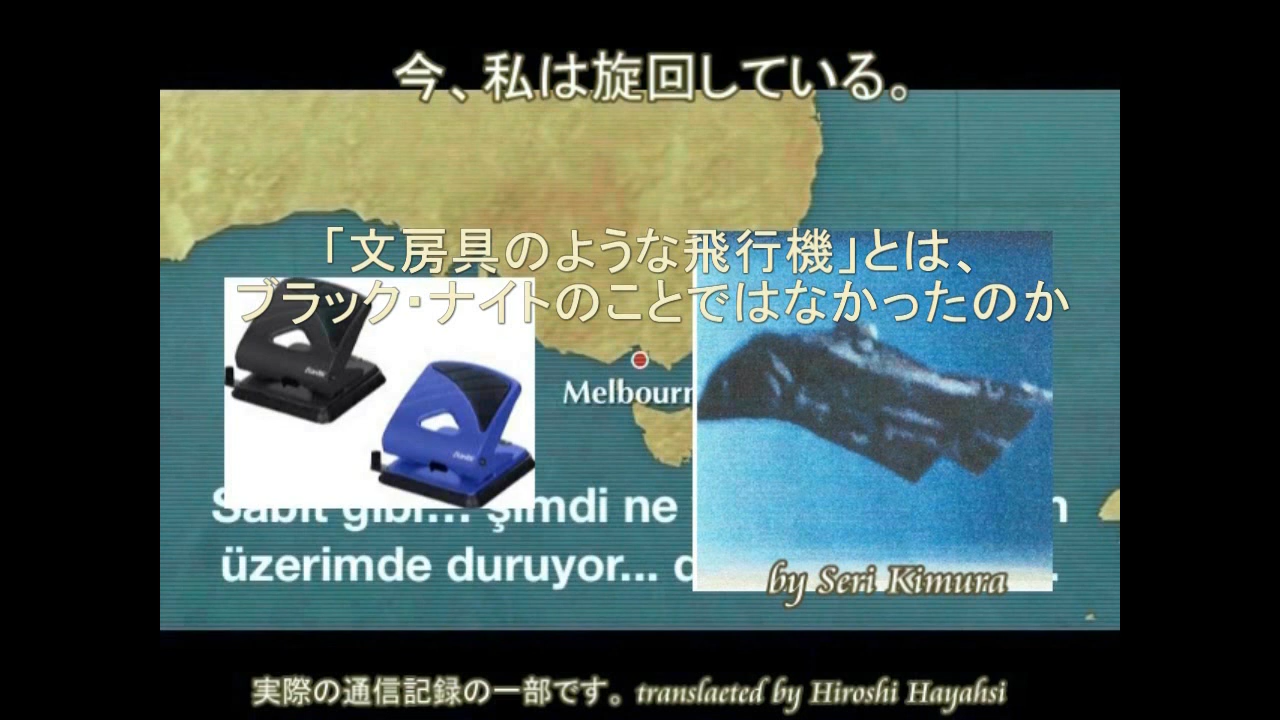 今、私は旋回している。
「文房具のような飛行機」とは、
ブラック・ナイトのことではなかったのか
Melbourn
Sabit gibi... şimdi ne
üzerimde duruyor...
by Seri Kimura
実際の通信記録の一部です。translaeted by Hiroshi Hayahsi